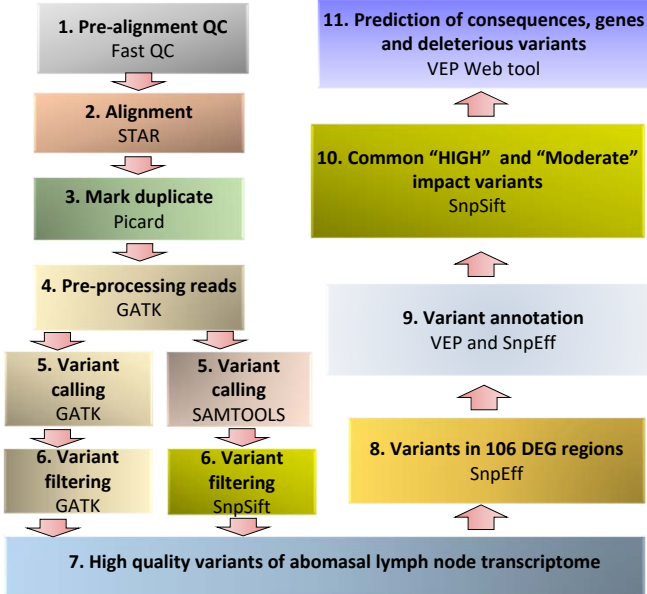 1. Pre-alignment QC
Fast QC
2. Alignment
STAR
3. Mark duplicate
Picard
4. Pre-processing reads
GATK
5. Variant
calling
GATK
5. Variant
calling
SAMTOOLS
6. Variant
filtering
GATK
6. Variant
filtering
SnpSift
7. High quality variants of abomasal lymph node transcriptome
8. Variants in 106 DEG regions
SnpEff
9. Variant annotation
VEP and SnpEff
10. Common “HIGH” and “Moderate”
impact variants
SnpSift
11. Prediction of consequences, genes
and deleterious variants
VEP Web tool